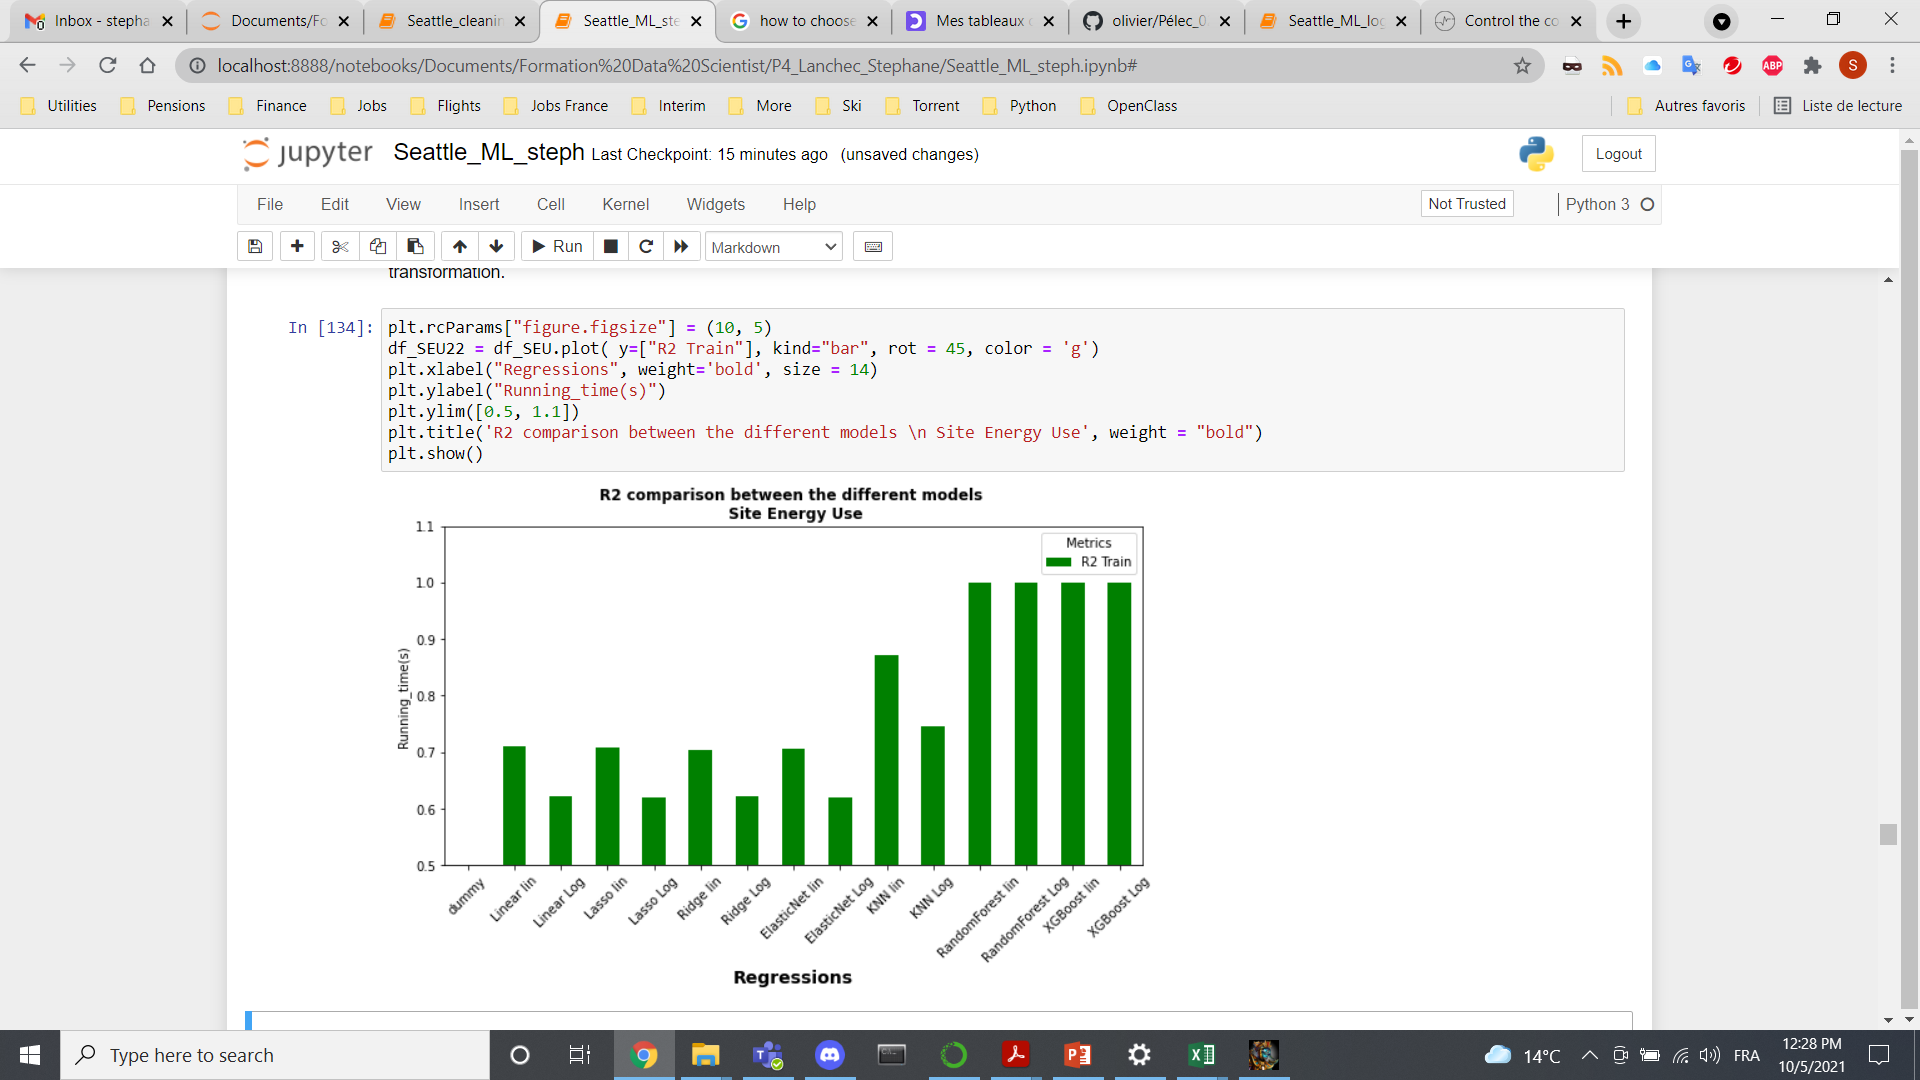 Inbox - stepha
Documents/Fo
Seattle_cleanin
Seattle_ML_ste
how to choose
Mes tableaux
olivier/Pélec_0
Seattle_ML_log
Control the co
localhost:8888/notebooks/Documents/Formation%20Data%20Scientist/P4_Lanchec_Stephane/Seattle_ML_steph.ipynb#
ABP
S
Utilities
Pensions
Finance
Jobs
Flights
Jobs France
Interim
More
Ski
Torrent
Python
OpenClass
Autres favoris
Liste de lecture
jupyter
Seattle_ML_steph Last Checkpoint: 15 minutes ago (unsaved changes)
Logout
File
Edit
View
Insert
Cell
Kernel
Widgets
Help
Not Trusted
Python 3
Run
Markdown
transformation.
In [134]:
plt.rcParams["figure.figsize"] = (10, 5)
df_SEU22 = df_SEU.plot( y=["R2 Train"], kind="bar", rot = 45, color = 'g')
plt.xlabel("Regressions", weight='bold', size = 14)
plt.ylabel("Running_time(s)")
plt.ylim([0.5, 1.1])
plt.title('R2 comparison between the different models \n Site Energy Use', weight = "bold")
plt.show()
R2 comparison between the different models
Site Energy Use
Metrics
R2 Train
1.1
1.0
0.9
0.8
0.7
0.6
0.5
Running_time(s)
dummy
Linear lin
Linear Log
Lasso lin
Lasso Log
Ridge lin
Ridge Log
ElasticNet lin
ElasticNet Log
KNN lin
KNN Log
RandomForest lin
RandomForest Log
XGBoost lin
XGBoost Log
Regressions
Type here to search
14°C
FRA
12:28 PM
10/5/2021